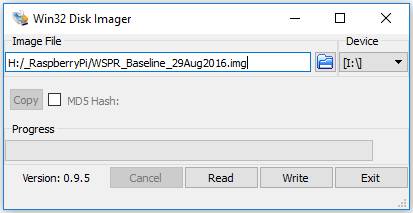 Win32 Disk Imager
Image File
Device
H:/_RaspberryPi/WSPR_Baseline_29Aug2016.img
[I:\]
Copy
MD5 Hash:
Progress
Version: 0.9.5
Cancel
Read
Write
Exit